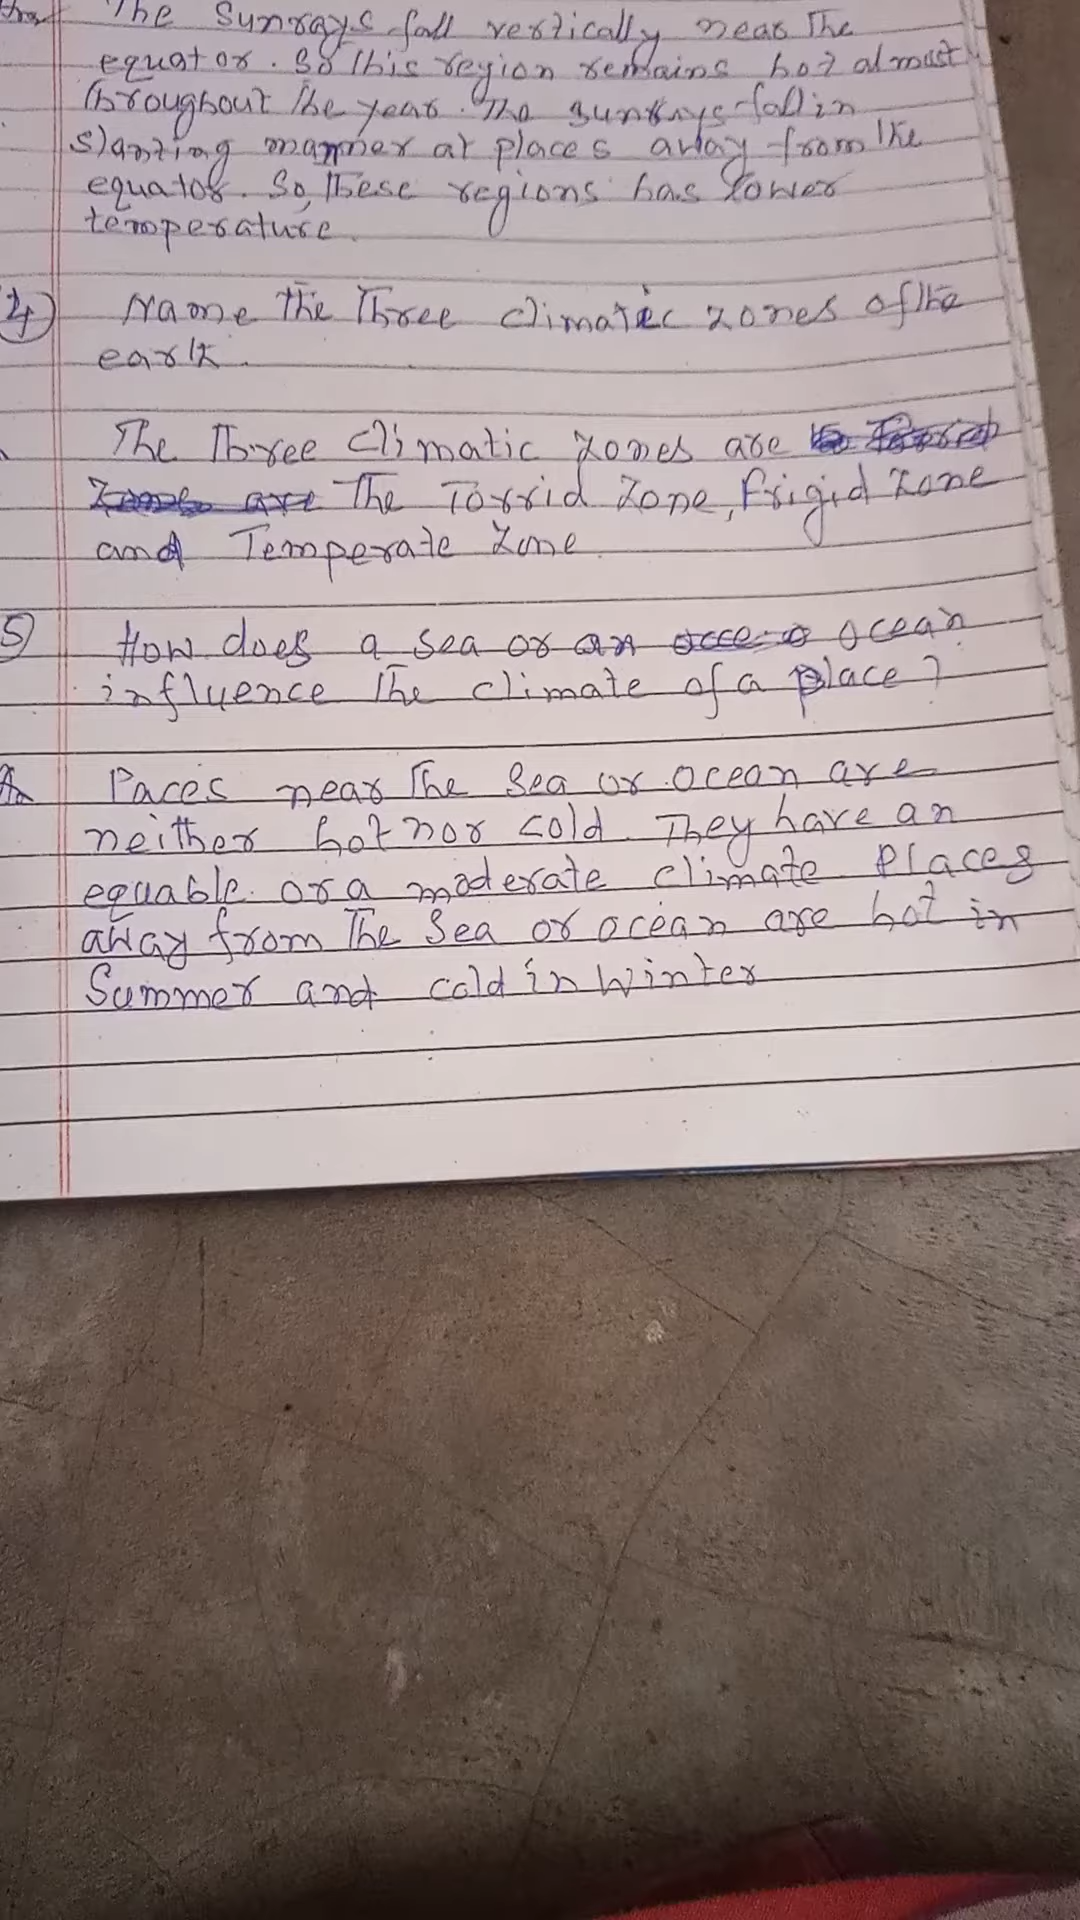 Ans The Sunrays fall vertically near The
equator. So this region remains hot almost
throughout the year. The sunrays fall in
slanting manner at places away from the
equator. So, these regions has lower
temperature.
4) Name the Three climatic zones of the
earth.
The Three climatic zones are
The Torrid Zone, Frigid Zone
and Temperate Zone.
5) How does a sea or an ocean
influence The climate of a place?
An Paces near The Sea or ocean are
neither hot nor cold. They have an
equable or a moderate climate. Places
away from The Sea or ocean are hot in
Summer and cold in winter